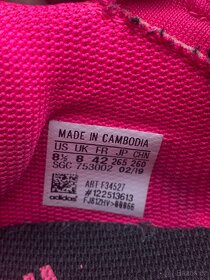 MADE IN CAMBODIA
US UK FR JP CHN
8½ 8 42 265 260
SGC 753002 02/19
ART F34527
#122513613
adidas